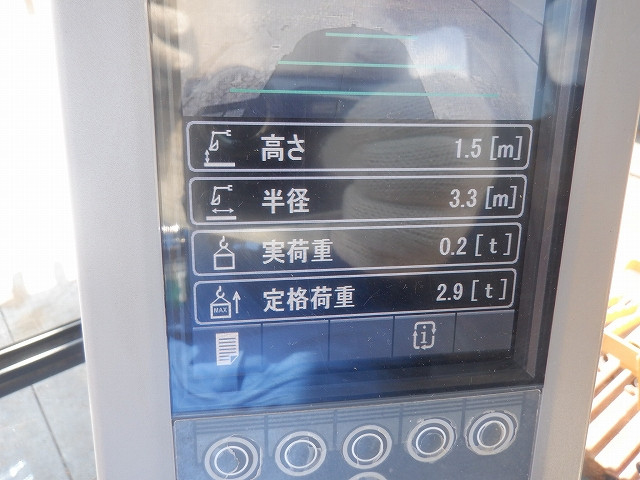 高さ 1.5 [m]
半径 3.3 [m]
実荷重 0.2 [t]
MAX 定格荷重 2.9 [t]
i